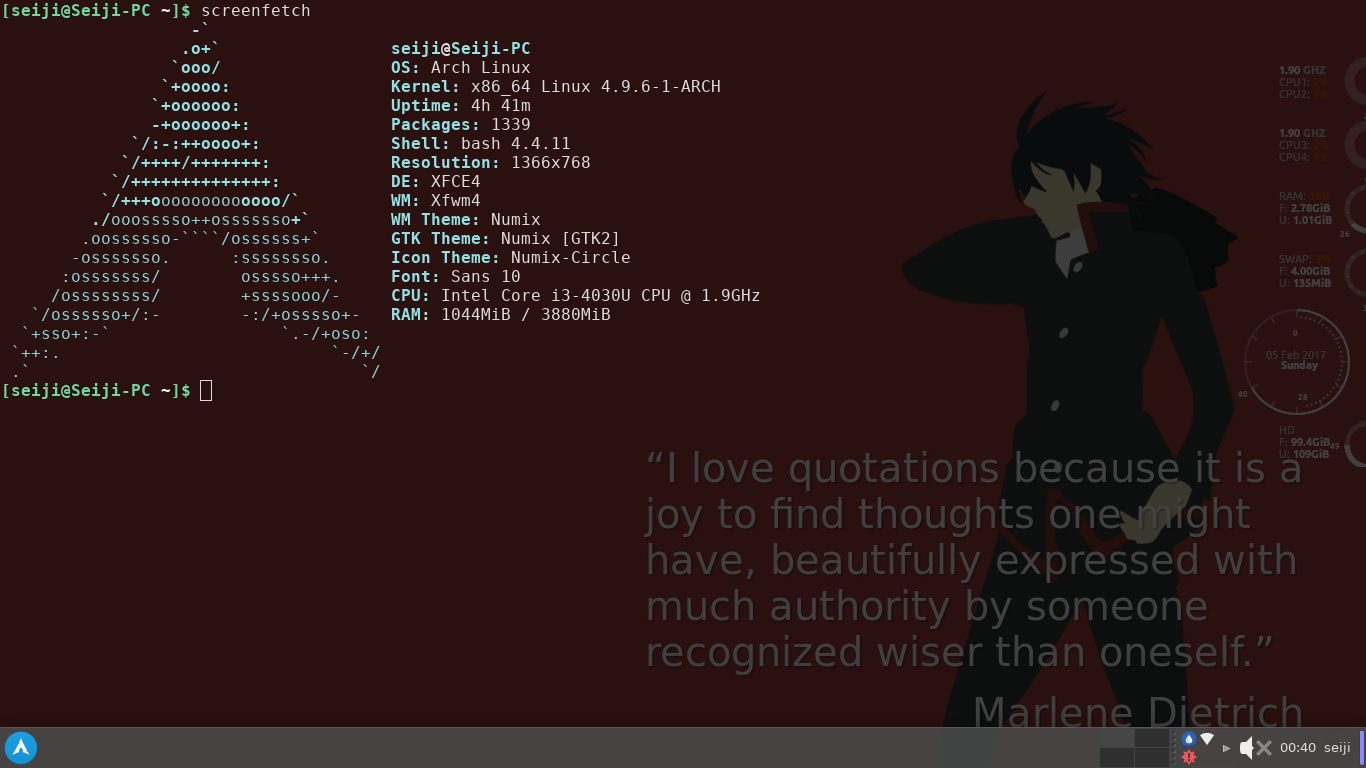 [seiji@Seiji-PC ~]$ screenfetch
                   -`
                  .o+`                 seiji@Seiji-PC
                 `ooo/                 OS: Arch Linux
                `+oooo:                Kernel: x86_64 Linux 4.9.6-1-ARCH
               `+oooooo:               Uptime: 4h 41m
               -+oooooo+:              Packages: 1339
             `/:-:++oooo+:             Shell: bash 4.4.11
            `/++++/+++++++:            Resolution: 1366x768
           `/++++++++++++++:           DE: XFCE4
          `/+++ooooooooooooo/`         WM: Xfwm4
         ./ooosssso++osssssso+`        WM Theme: Numix
        .oossssso-````/ossssss+`       GTK Theme: Numix [GTK2]
       -osssssso.      :ssssssso.      Icon Theme: Numix-Circle
      :osssssss/        osssso+++.     Font: Sans 10
     /ossssssss/        +ssssooo/-     CPU: Intel Core i3-4030U CPU @ 1.9GHz
   `/ossssso+/:-        -:/+osssso+-   RAM: 1044MiB / 3880MiB
  `+sso+:-`                 `.-/+oso:
 `++:.                           `-/+/
 .`                                 `/
[seiji@Seiji-PC ~]$
1.90 GHZ
CPU1:
CPU2:
1.90 GHZ
CPU3:
CPU4:
RAM:
F: 2.78GiB
U: 1.01GiB
26
SWAP:
F: 4.00GiB
U: 135MiB
0
05 Feb 2017
Sunday
40
28
HD
F: 99.4GiB
49
U: 109GiB
“I love quotations because it is a
joy to find thoughts one might
have, beautifully expressed with
much authority by someone
recognized wiser than oneself.”
Marlene Dietrich
00:40 seiji